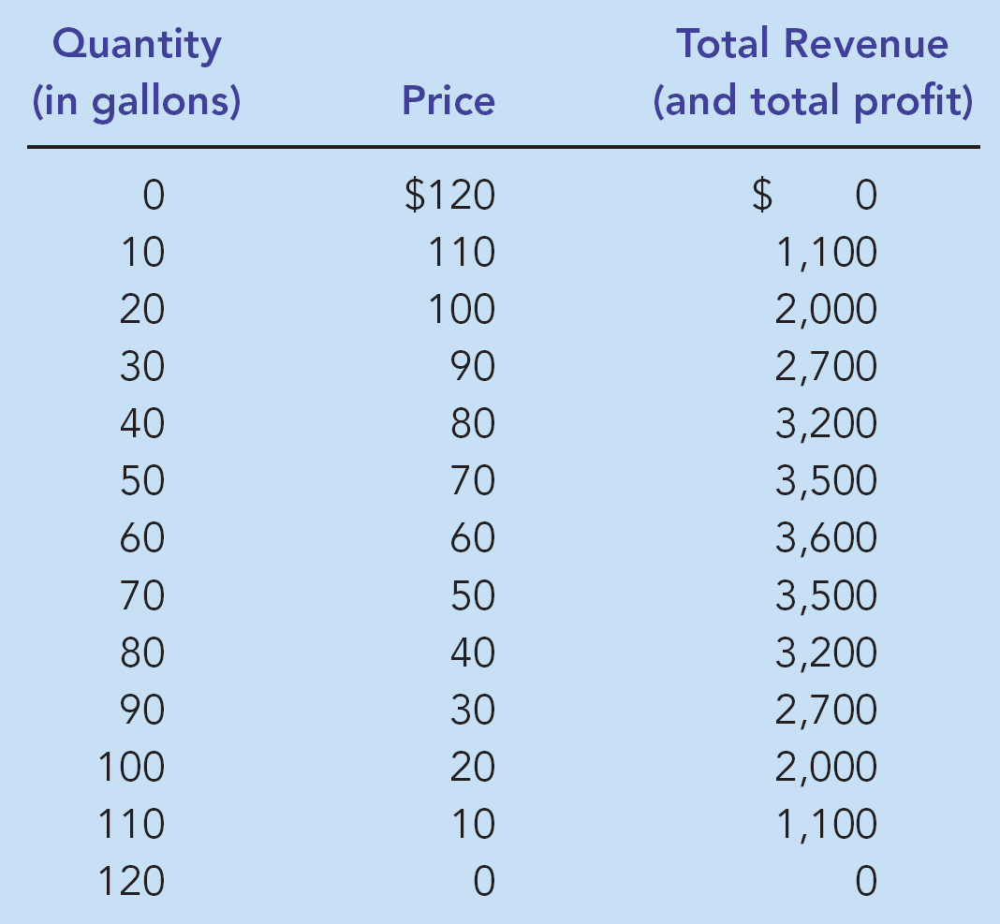 Quantity (in gallons) Price Total Revenue (and total profit)
0 $120 $ 0
10 110 1,100
20 100 2,000
30 90 2,700
40 80 3,200
50 70 3,500
60 60 3,600
70 50 3,500
80 40 3,200
90 30 2,700
100 20 2,000
110 10 1,100
120 0 0